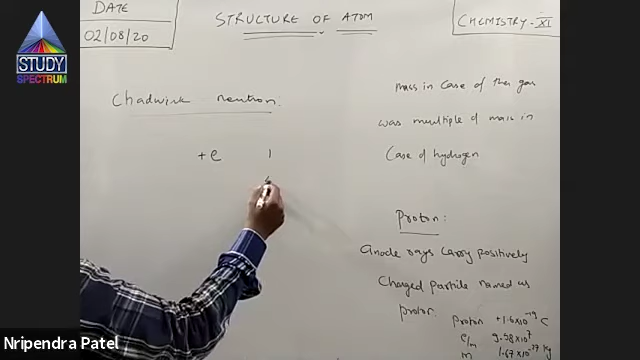 DATE
02/08/20
STUDY
SPECTRUM
STRUCTURE OF ATOM
CHEMISTRY-XI
Chadwick neutron.
+e 1
mass in case of other gas
was multiple of mass in
Case of hydrogen
Proton:
anode rays carry positively
Charged particle named as
proton.
Proton +1.6x10⁻¹⁹ C
e/m 9.58x10⁷
m 1.67x10⁻²⁷ kg
Nripendra Patel